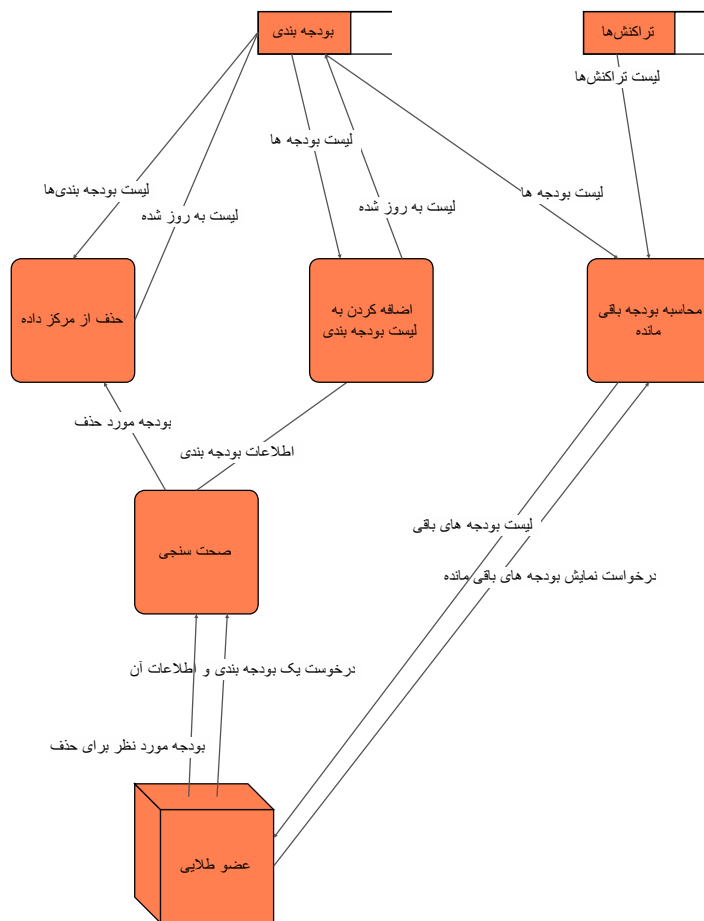 بودجه بندی
تراکنش‌ها
لیست تراکنش‌ها
لیست بودجه ها
لیست بودجه بندی‌ها
لیست به روز شده
لیست به روز شده
لیست بودجه ها
حذف از مرکز داده
اضافه کردن به
لیست بودجه بندی
محاسبه بودجه باقی
مانده
بودجه مورد حذف
اطلاعات بودجه بندی
صحت سنجی
لیست بودجه های باقی
درخواست نمایش بودجه های باقی مانده
درخوست یک بودجه بندی و اطلاعات آن
بودجه مورد نظر برای حذف
عضو طلایی